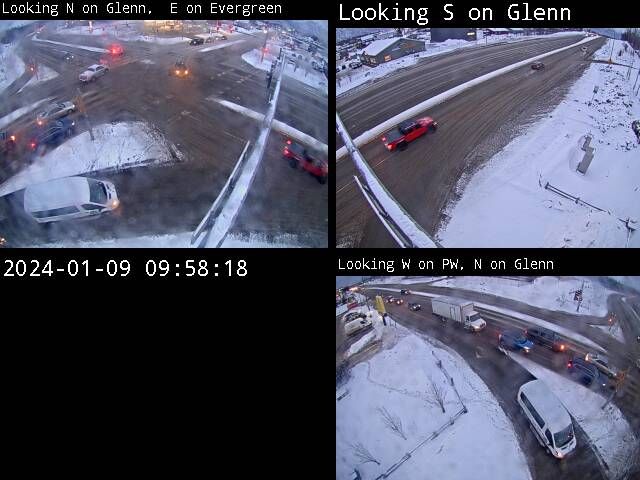 Looking N on Glenn,  E on Evergreen
Looking S on Glenn
2024-01-09 09:58:18
Looking W on PW, N on Glenn